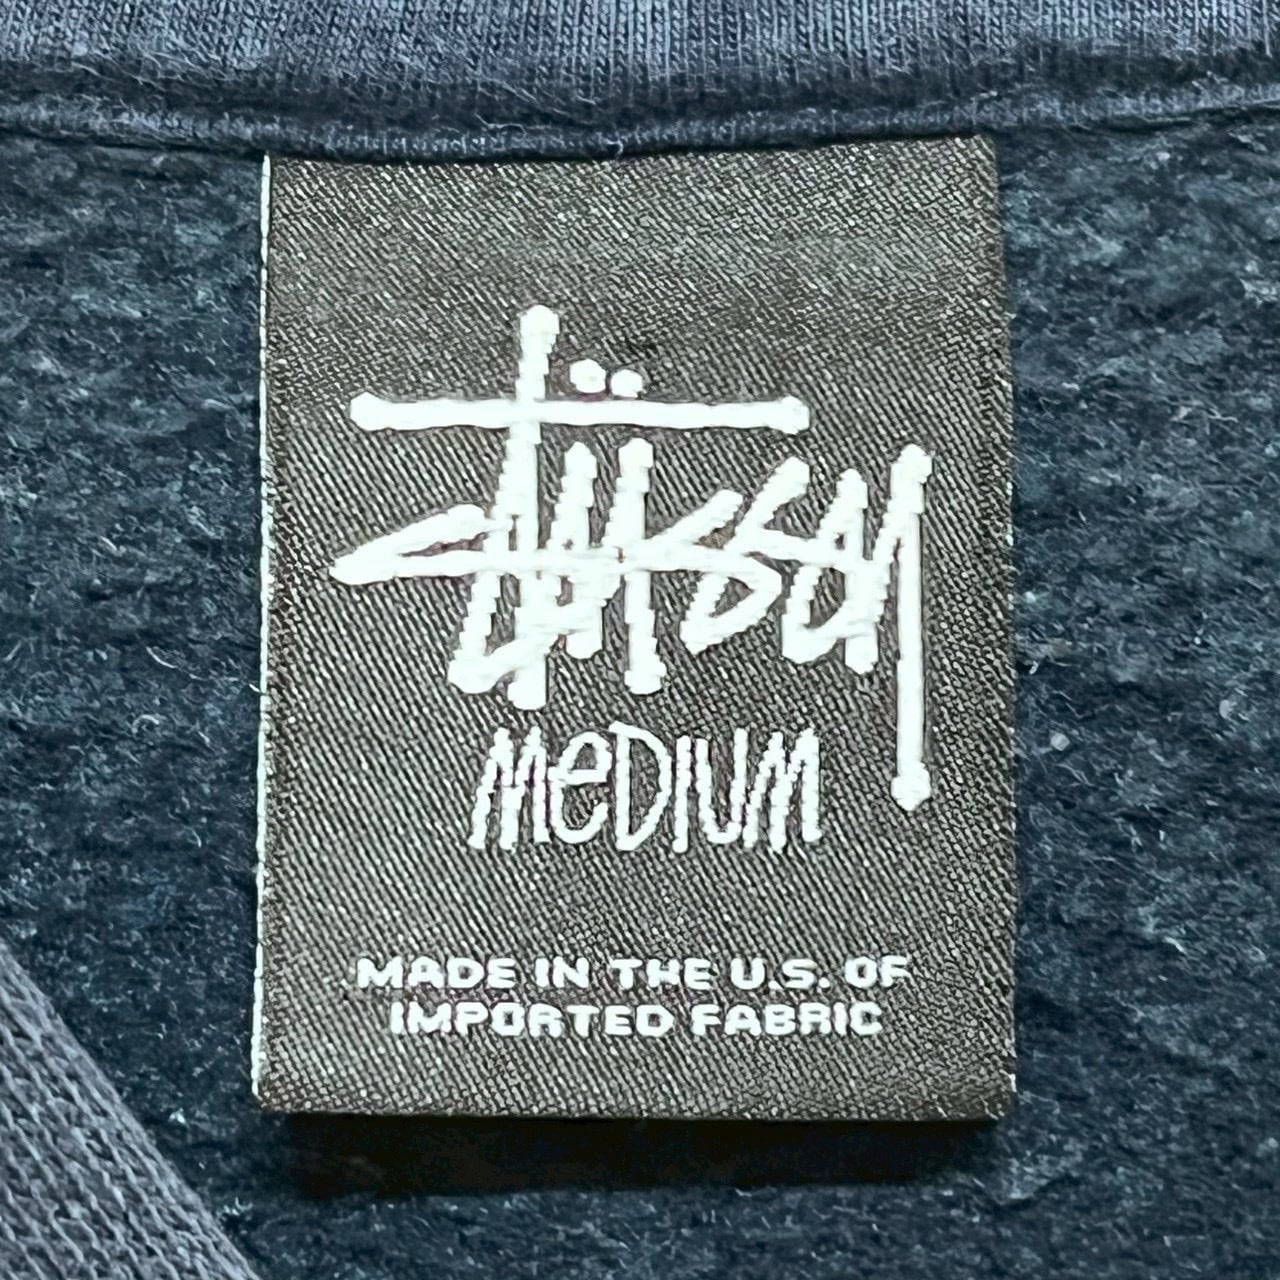 Stüssy
MeDIUM
MADE IN THE U.S. OF
IMPORTED FABRIC